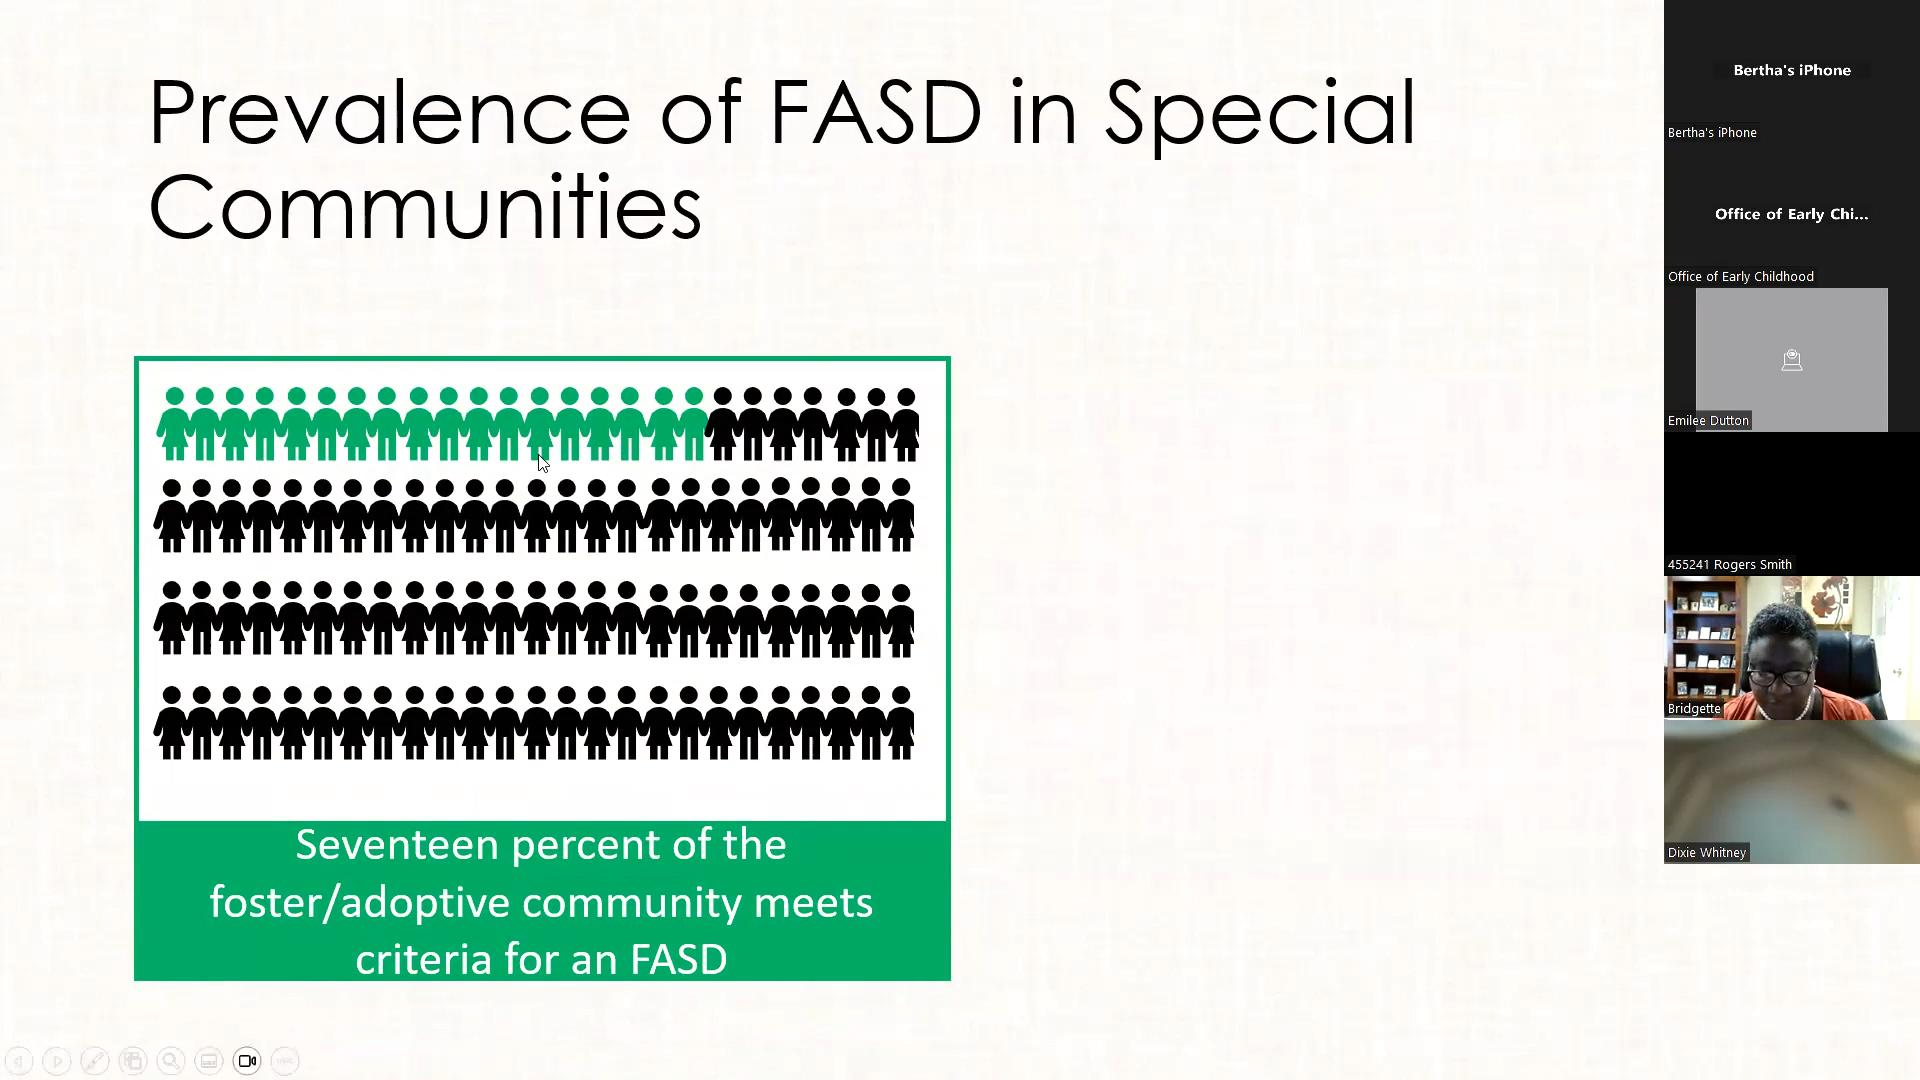 Prevalence of FASD in Special
Communities
Seventeen percent of the
foster/adoptive community meets
criteria for an FASD
Bertha's iPhone
Bertha's iPhone
Office of Early Chi...
Office of Early Childhood
Emilee Dutton
455241 Rogers Smith
Bridgette
Dixie Whitney